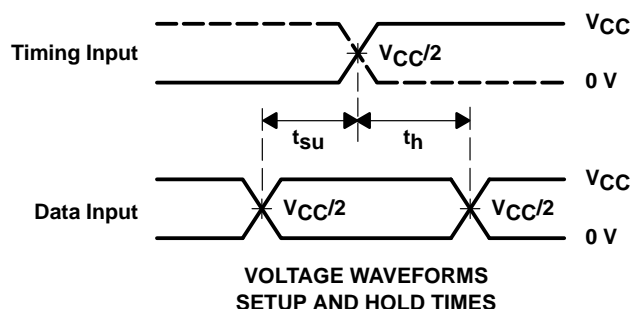 VCC
Timing Input
VCC/2
0 V
tsu
th
VCC
Data Input
VCC/2
VCC/2
0 V
VOLTAGE WAVEFORMS
SETUP AND HOLD TIMES